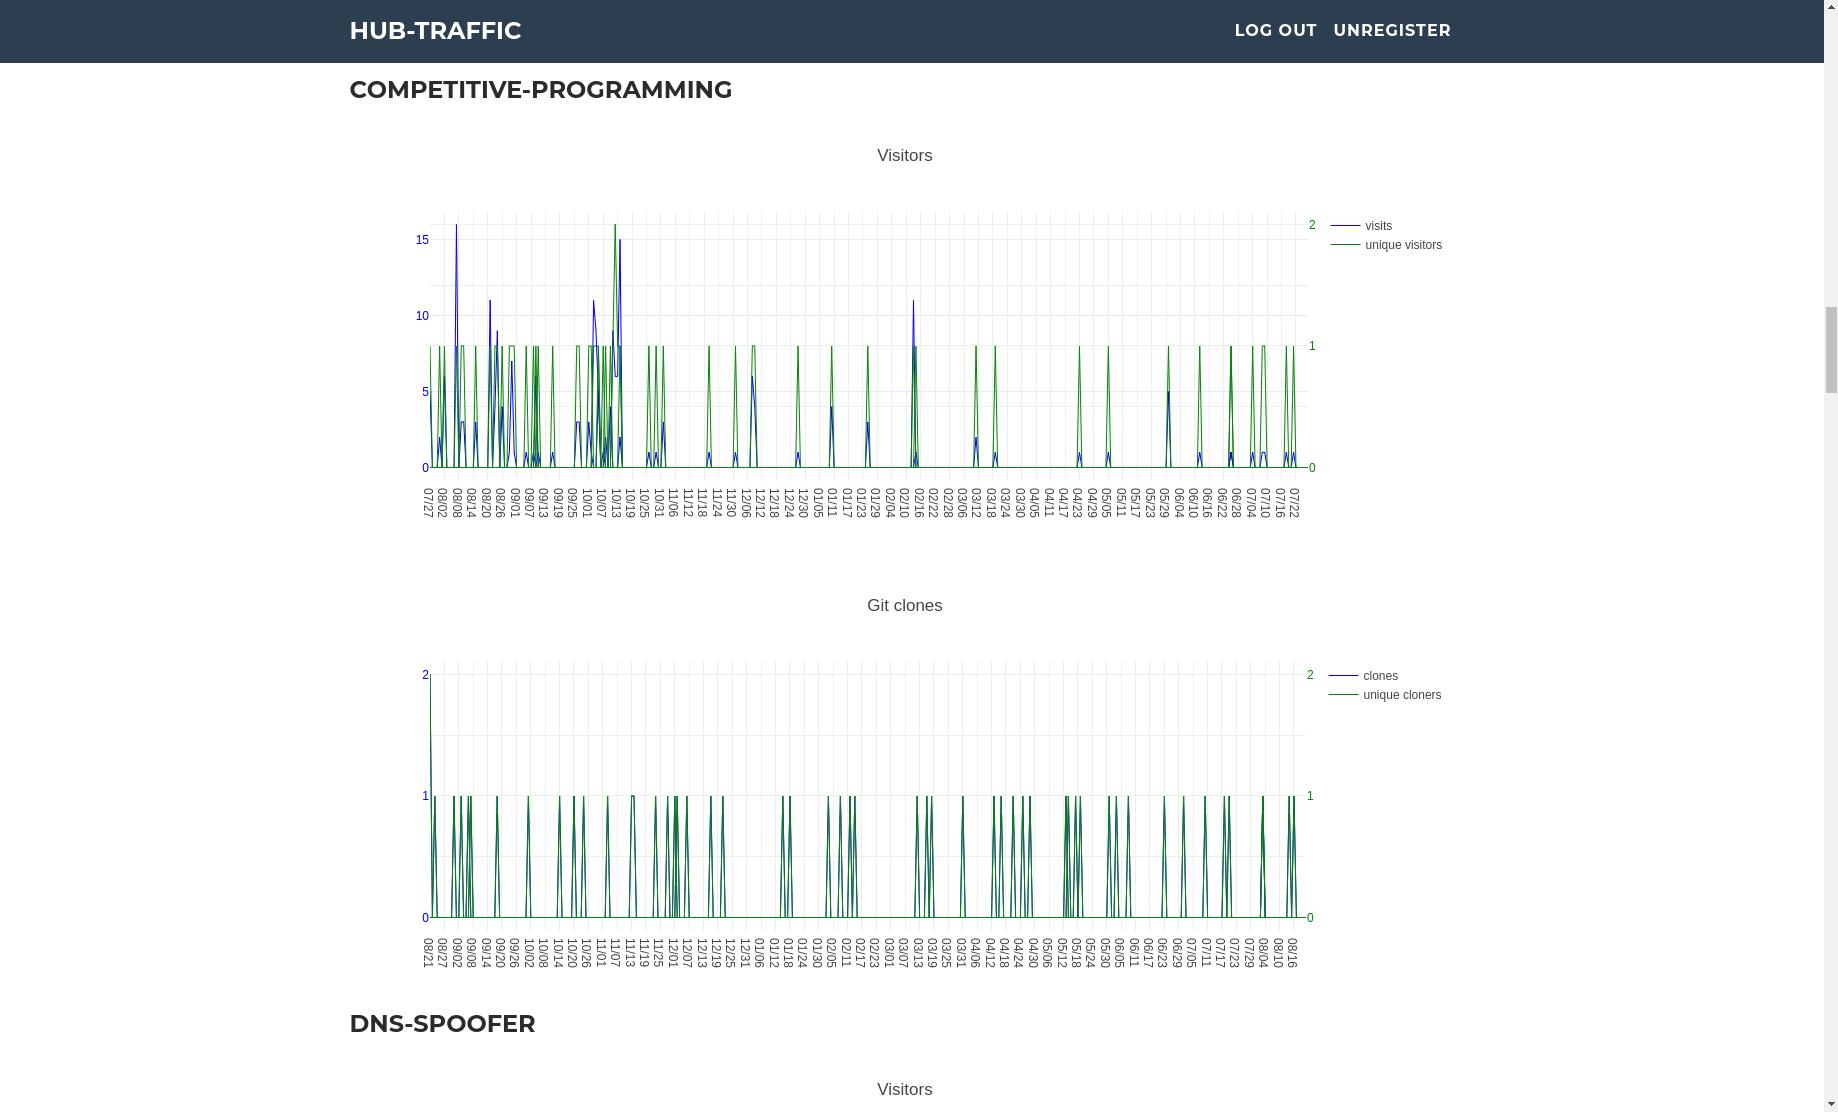 HUB-TRAFFIC
LOG OUT UNREGISTER
COMPETITIVE-PROGRAMMING
Visitors
15
10
5
0
2
1
0
visits
unique visitors
07/27 08/02 08/08 08/14 08/20 08/26 09/01 09/07 09/13 09/19 09/25 10/01 10/07 10/13 10/19 10/25 10/31 11/06 11/12 11/18 11/24 11/30 12/06 12/12 12/18 12/24 12/30 01/05 01/11 01/17 01/23 01/29 02/04 02/10 02/16 02/22 02/28 03/06 03/12 03/18 03/24 03/30 04/05 04/11 04/17 04/23 04/29 05/05 05/11 05/17 05/23 05/29 06/04 06/10 06/16 06/22 06/28 07/04 07/10 07/16 07/22
Git clones
2
1
0
2
1
0
clones
unique cloners
08/21 08/27 09/02 09/08 09/14 09/20 09/26 10/02 10/08 10/14 10/20 10/26 11/01 11/07 11/13 11/19 11/25 12/01 12/07 12/13 12/19 12/25 12/31 01/06 01/12 01/18 01/24 01/30 02/05 02/11 02/17 02/23 03/01 03/07 03/13 03/19 03/25 03/31 04/06 04/12 04/18 04/24 04/30 05/06 05/12 05/18 05/24 05/30 06/05 06/11 06/17 06/23 06/29 07/05 07/11 07/17 07/23 07/29 08/04 08/10 08/16
DNS-SPOOFER
Visitors